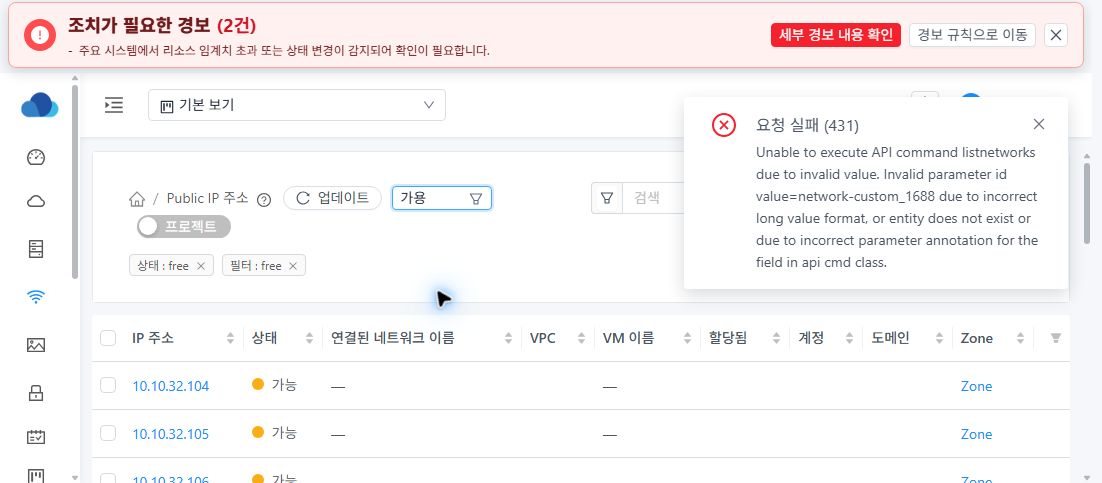 조치가 필요한 경보 (2건)
- 주요 시스템에서 리소스 임계치 초과 또는 상태 변경이 감지되어 확인이 필요합니다.
세부 경보 내용 확인
경보 규칙으로 이동
기본 보기
요청 실패 (431)
Unable to execute API command listnetworks
due to invalid value. Invalid parameter id
value=network-custom_1688 due to incorrect
long value format, or entity does not exist or
due to incorrect parameter annotation for the
field in api cmd class.
/ Public IP 주소
업데이트
가용
검색
프로젝트
상태 : free
필터 : free
IP 주소 상태 연결된 네트워크 이름 VPC VM 이름 할당됨 계정 도메인 Zone
10.10.32.104 가능 — — Zone
10.10.32.105 가능 — — Zone
10.10.32.106 가능 Zone